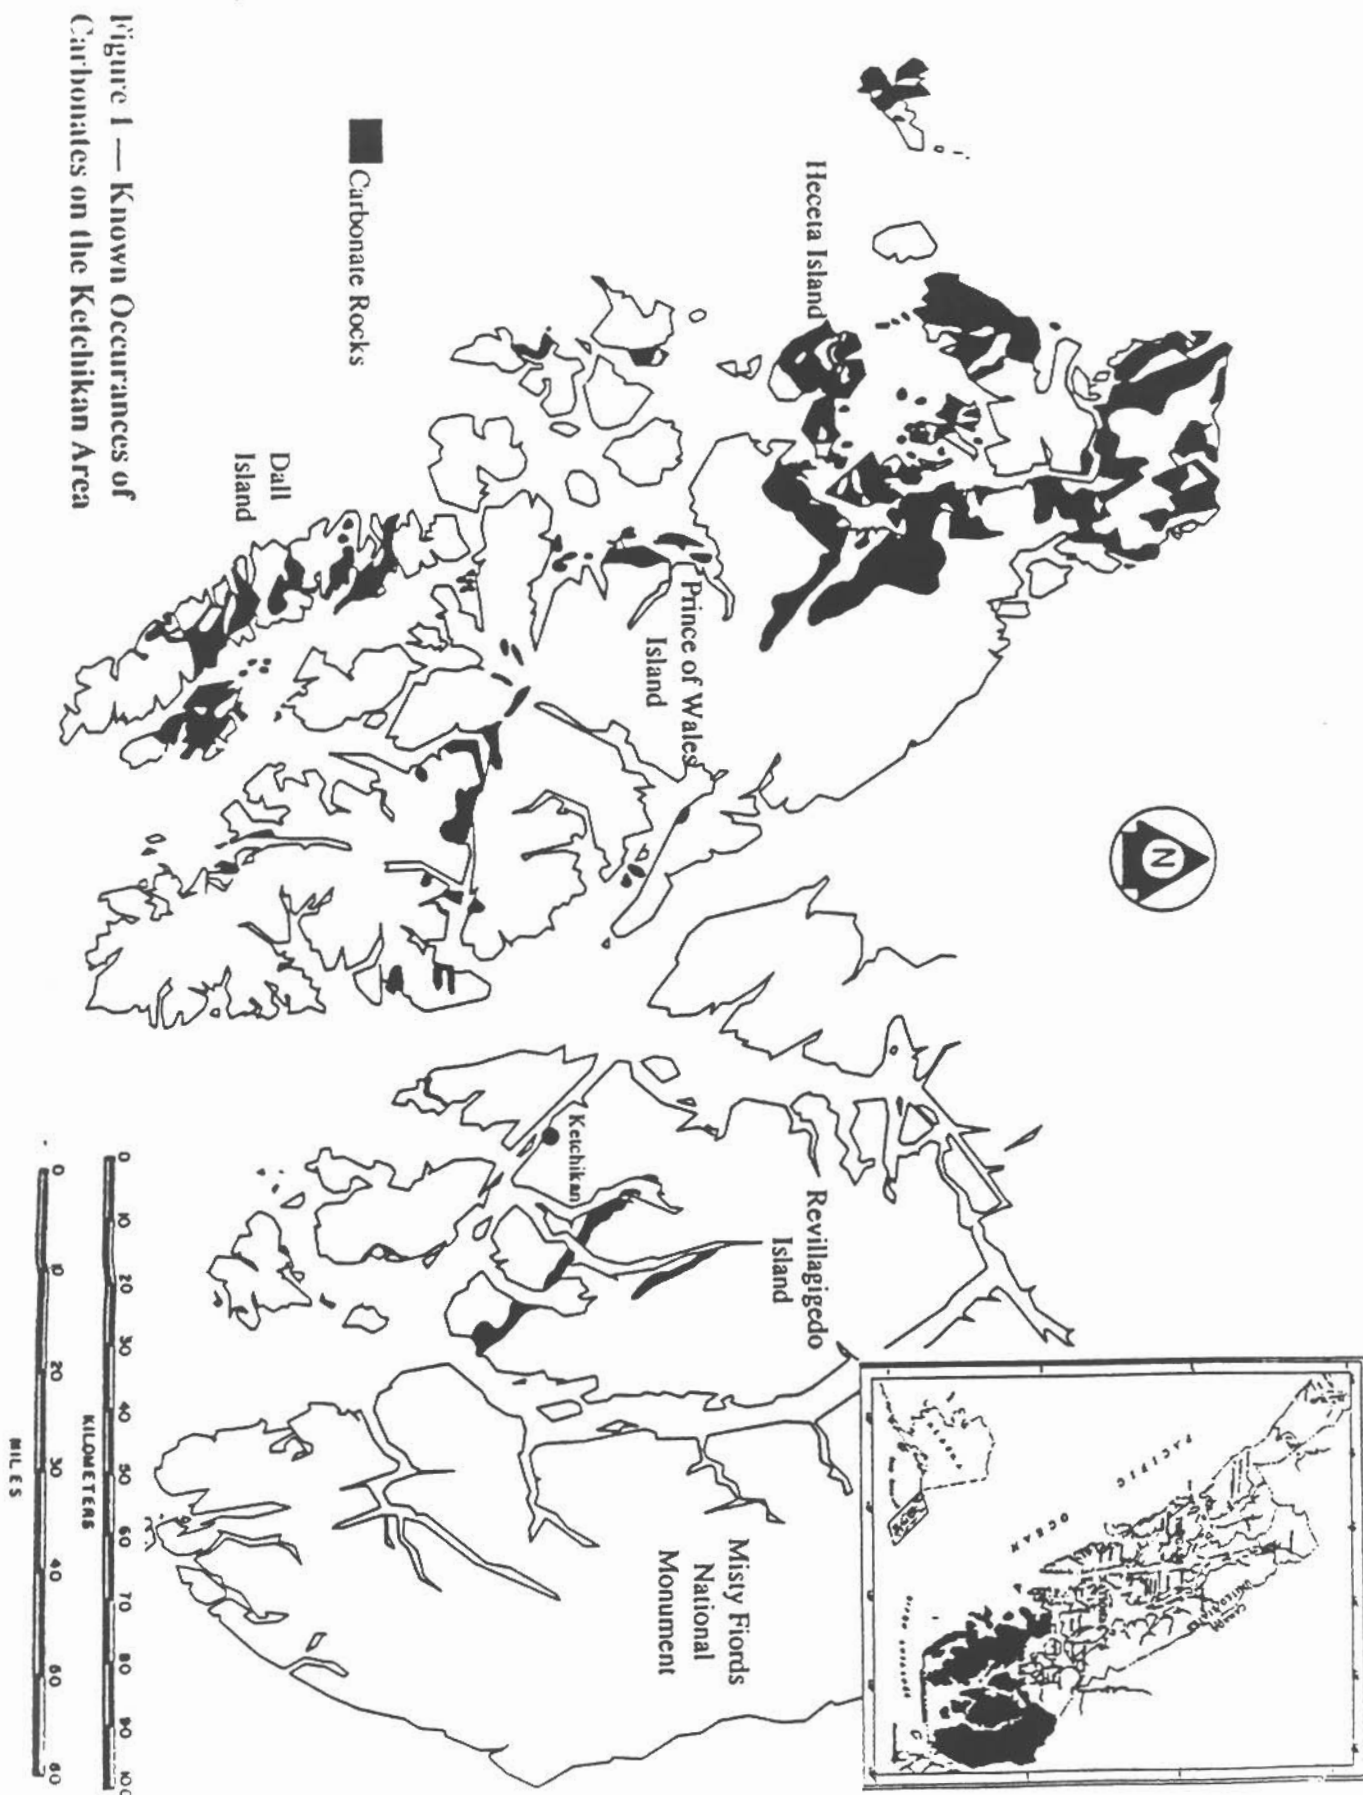 Heceta Island
Prince of Wales
Island
Dall
Island
Carbonate Rocks
N
Revillagigedo
Island
Ketchikan
Misty Fiords
National
Monument
PACIFIC
OCEAN
0 10 20 30 40 50 60 70 80 90 100
KILOMETERS
0 10 20 30 40 50 60
MILES
Figure 1 — Known Occurances of
Carbonates on the Ketchikan Area